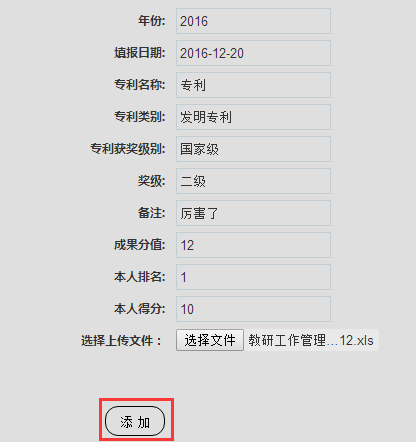 年份: 2016
填报日期: 2016-12-20
专利名称: 专利
专利类别: 发明专利
专利获奖级别: 国家级
奖级: 二级
备注: 厉害了
成果分值: 12
本人排名: 1
本人得分: 10
选择上传文件： 选择文件 教研工作管理...12.xls
添 加